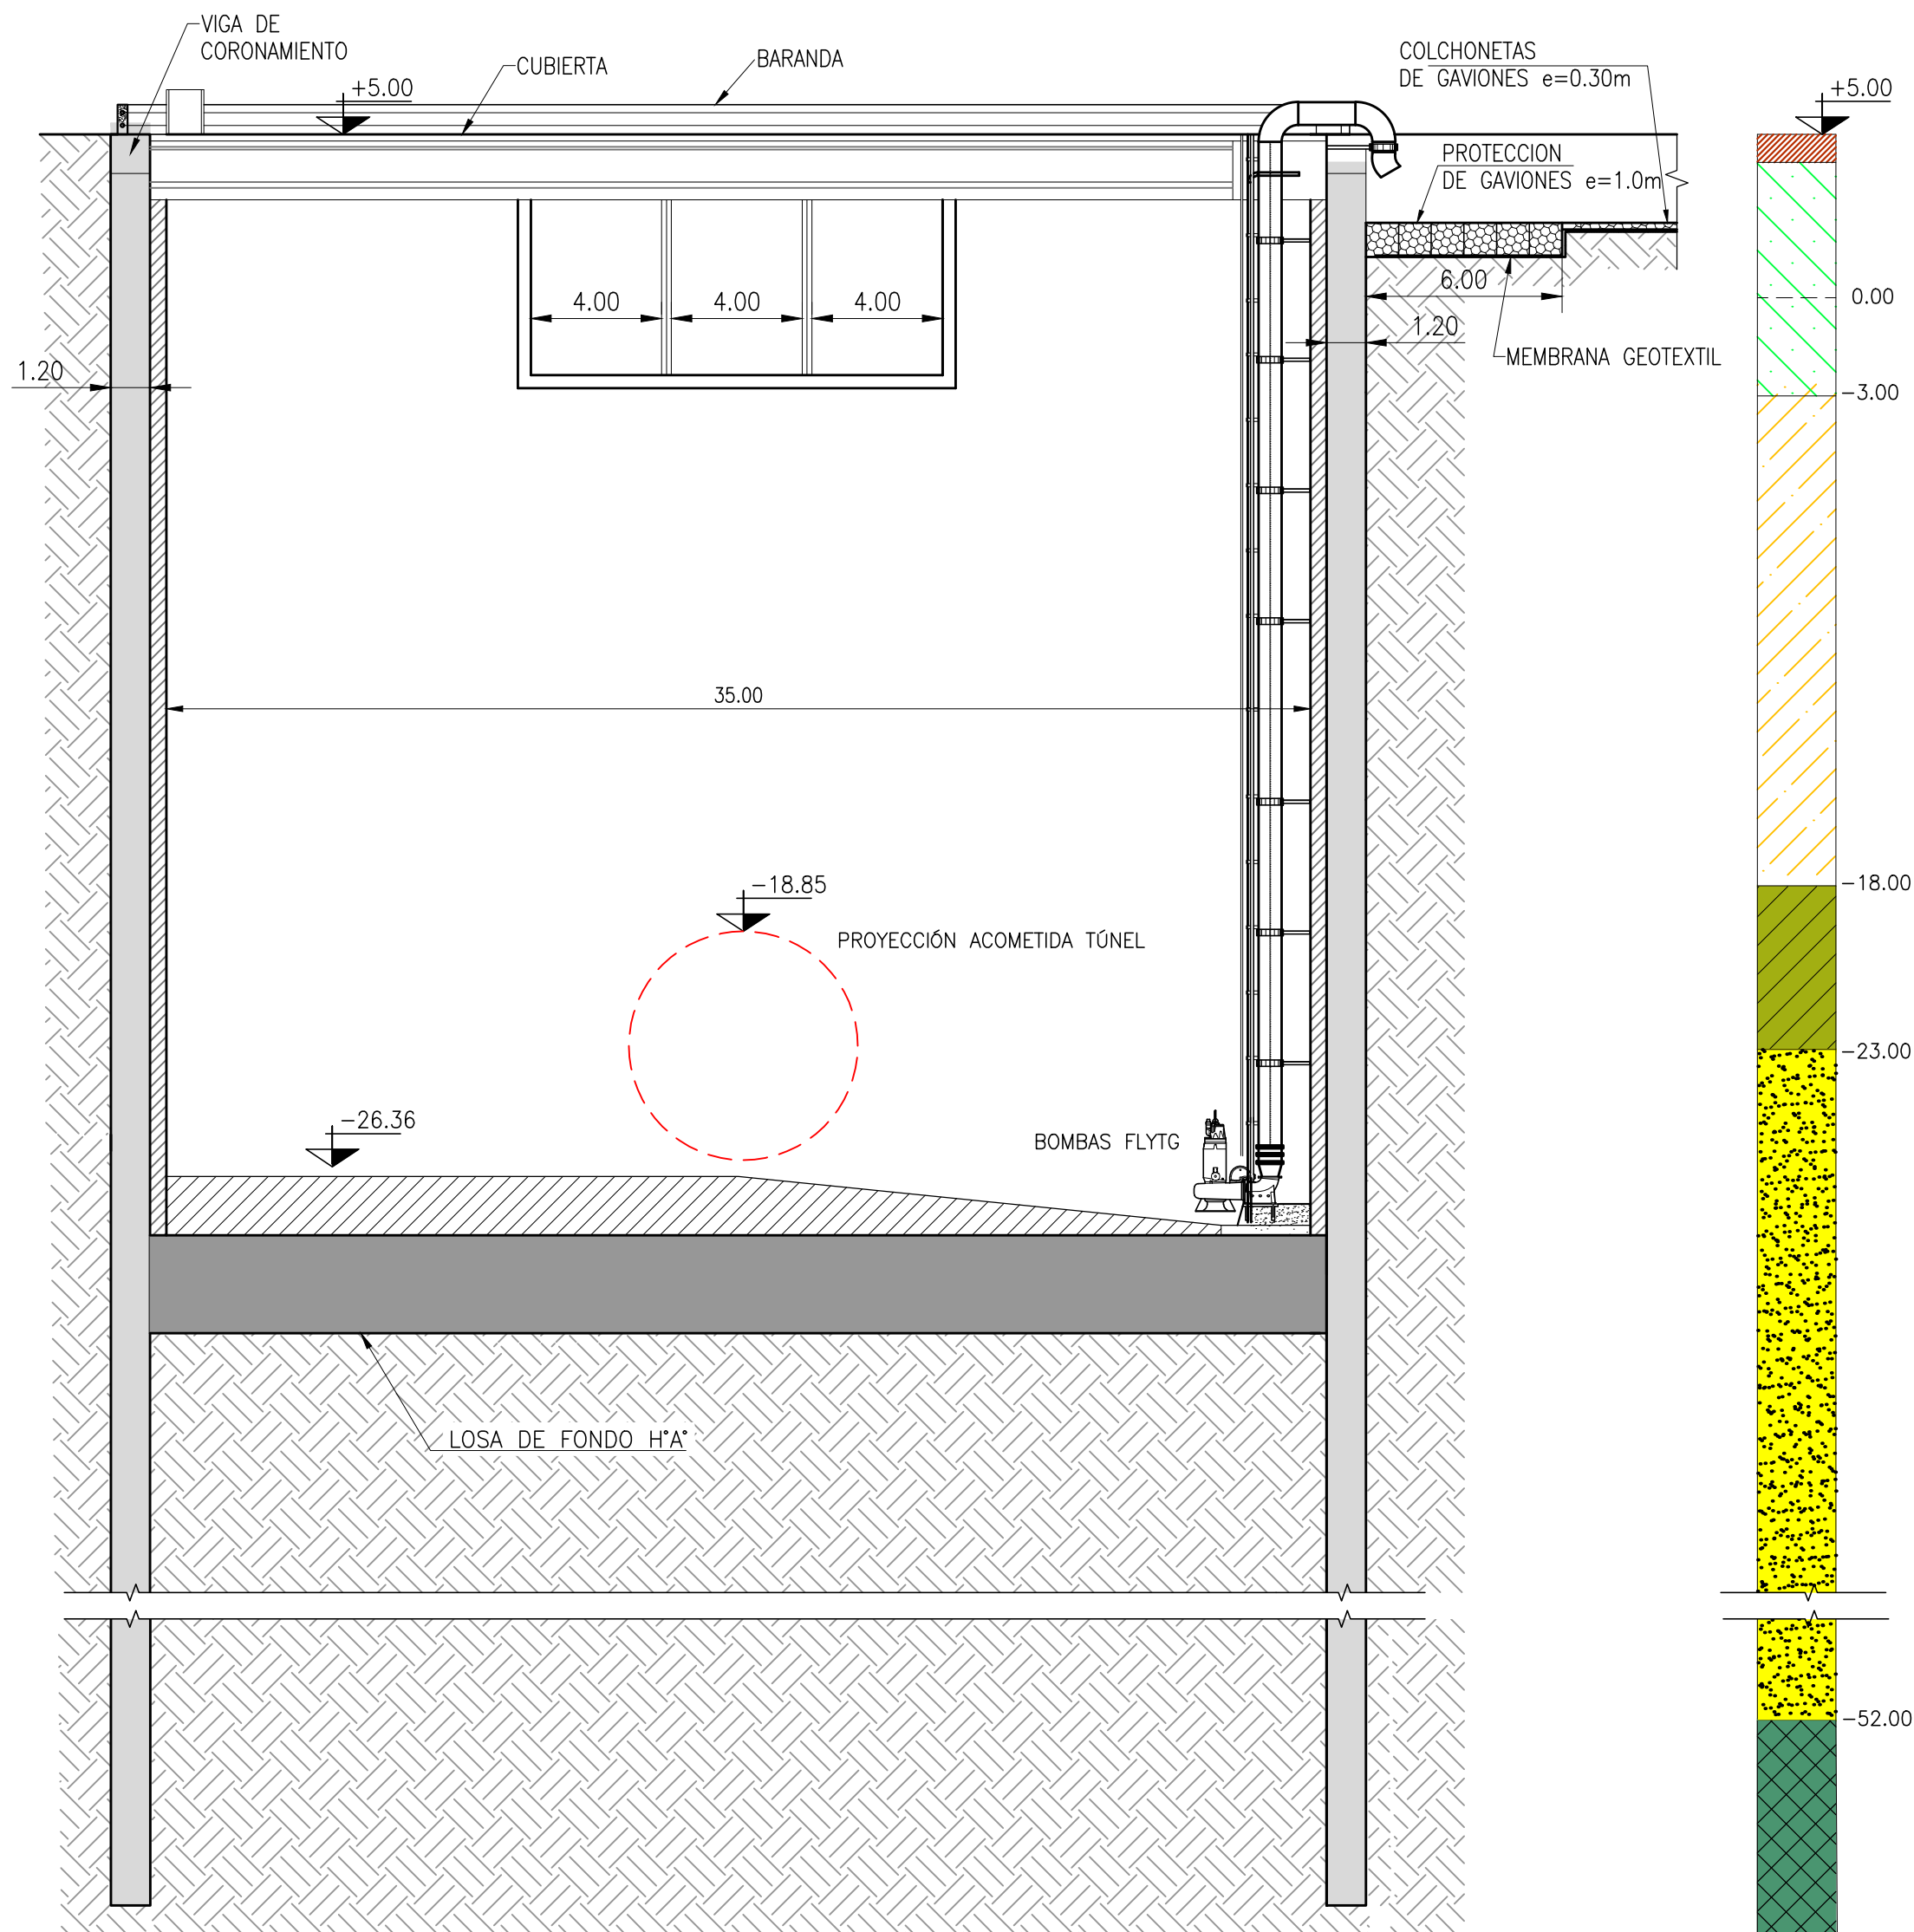 VIGA DE
CORONAMIENTO
CUBIERTA
BARANDA
COLCHONETAS
DE GAVIONES e=0.30m
+5.00
+5.00
PROTECCION
DE GAVIONES e=1.0m
6.00
0.00
4.00
4.00
4.00
1.20
MEMBRANA GEOTEXTIL
1.20
-3.00
35.00
-18.85
-18.00
PROYECCIÓN ACOMETIDA TÚNEL
-23.00
-26.36
BOMBAS FLYTG
LOSA DE FONDO H°A°
-52.00